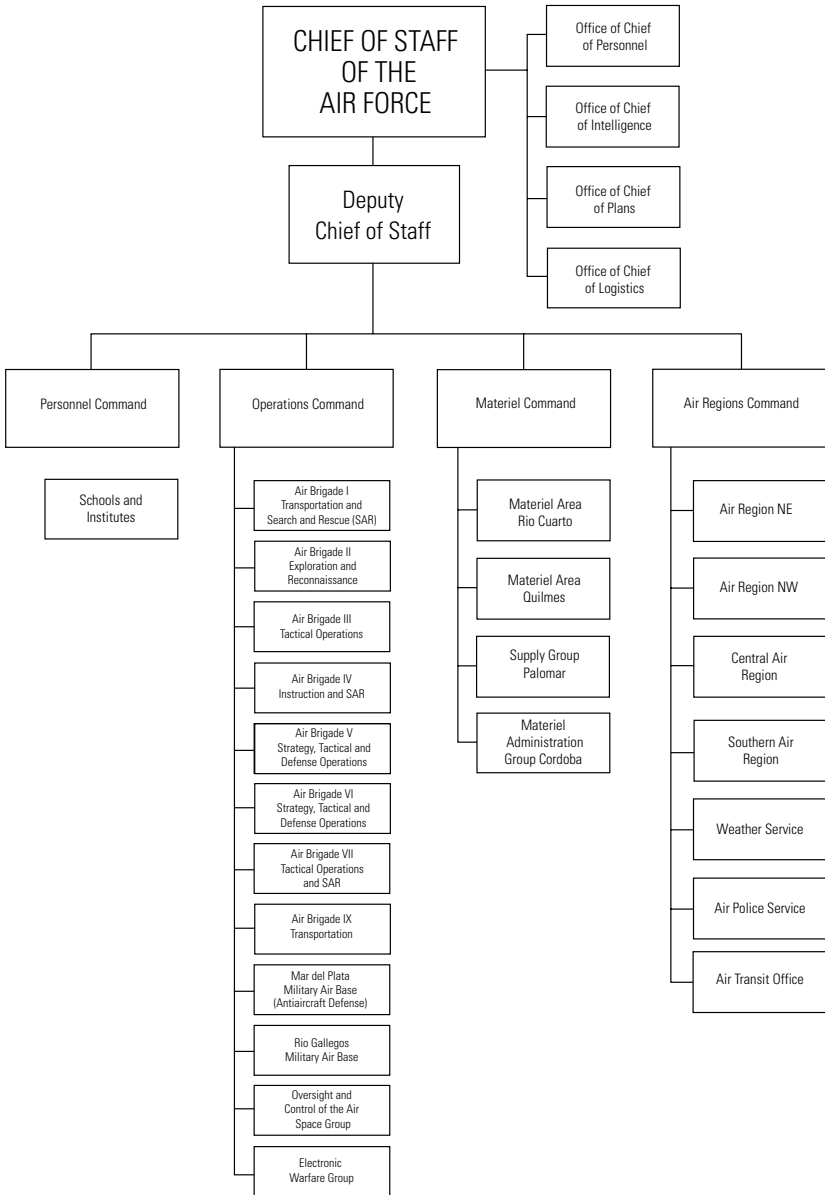 CHIEF OF STAFF
OF THE
AIR FORCE
Office of Chief
of Personnel
Office of Chief
of Intelligence
Office of Chief
of Plans
Office of Chief
of Logistics
Deputy
Chief of Staff
Personnel Command
Operations Command
Materiel Command
Air Regions Command
Schools and
Institutes
Air Brigade I
Transportation and
Search and Rescue (SAR)
Air Brigade II
Exploration and
Reconnaissance
Air Brigade III
Tactical Operations
Air Brigade IV
Instruction and SAR
Air Brigade V
Strategy, Tactical and
Defense Operations
Air Brigade VI
Strategy, Tactical and
Defense Operations
Air Brigade VII
Tactical Operations
and SAR
Air Brigade IX
Transportation
Mar del Plata
Military Air Base
(Antiaircraft Defense)
Rio Gallegos
Military Air Base
Oversight and
Control of the Air
Space Group
Electronic
Warfare Group
Materiel Area
Rio Cuarto
Materiel Area
Quilmes
Supply Group
Palomar
Materiel
Administration
Group Cordoba
Air Region NE
Air Region NW
Central Air
Region
Southern Air
Region
Weather Service
Air Police Service
Air Transit Office